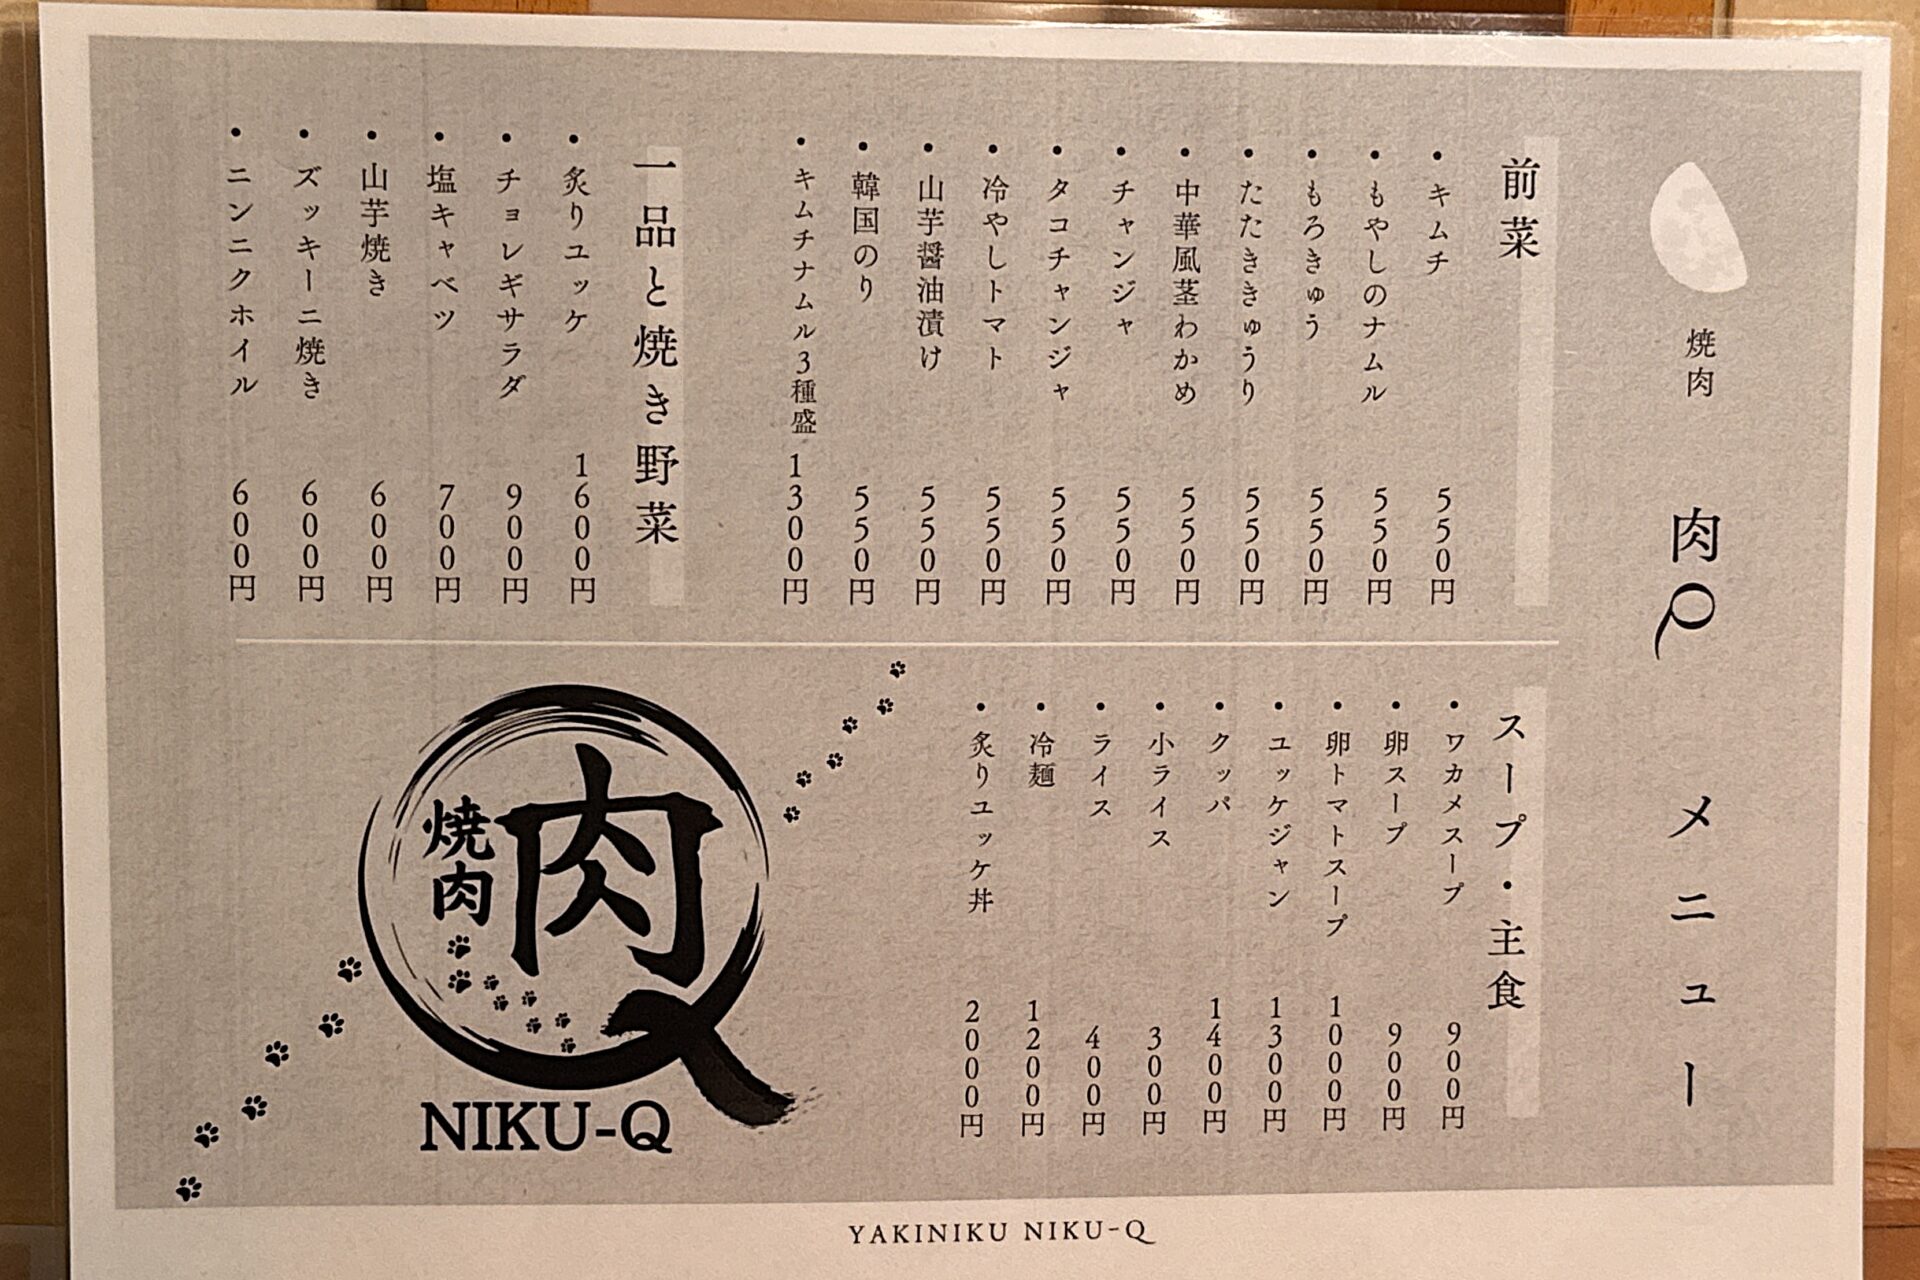 焼肉 肉Q メニュー
前菜
・キムチ 550円
・もやしのナムル 550円
・もろきゅう 550円
・たたききゅうり 550円
・中華風茎わかめ 550円
・チャンジャ 550円
・タコチャンジャ 550円
・冷やしトマト 550円
・山芋醤油漬け 550円
・韓国のり 550円
・キムチナムル3種盛 1300円
一品と焼き野菜
・炙りユッケ 1600円
・チョレギサラダ 900円
・塩キャベツ 700円
・山芋焼き 600円
・ズッキーニ焼き 600円
・ニンニクホイル 600円
スープ・主食
・ワカメスープ 900円
・卵スープ 900円
・卵トマトスープ 1000円
・ユッケジャン 1300円
・クッパ 1400円
・小ライス 300円
・ライス 400円
・冷麺 1200円
・炙りユッケ丼 2000円
肉
焼肉
NIKU-Q
YAKINIKU NIKU-Q